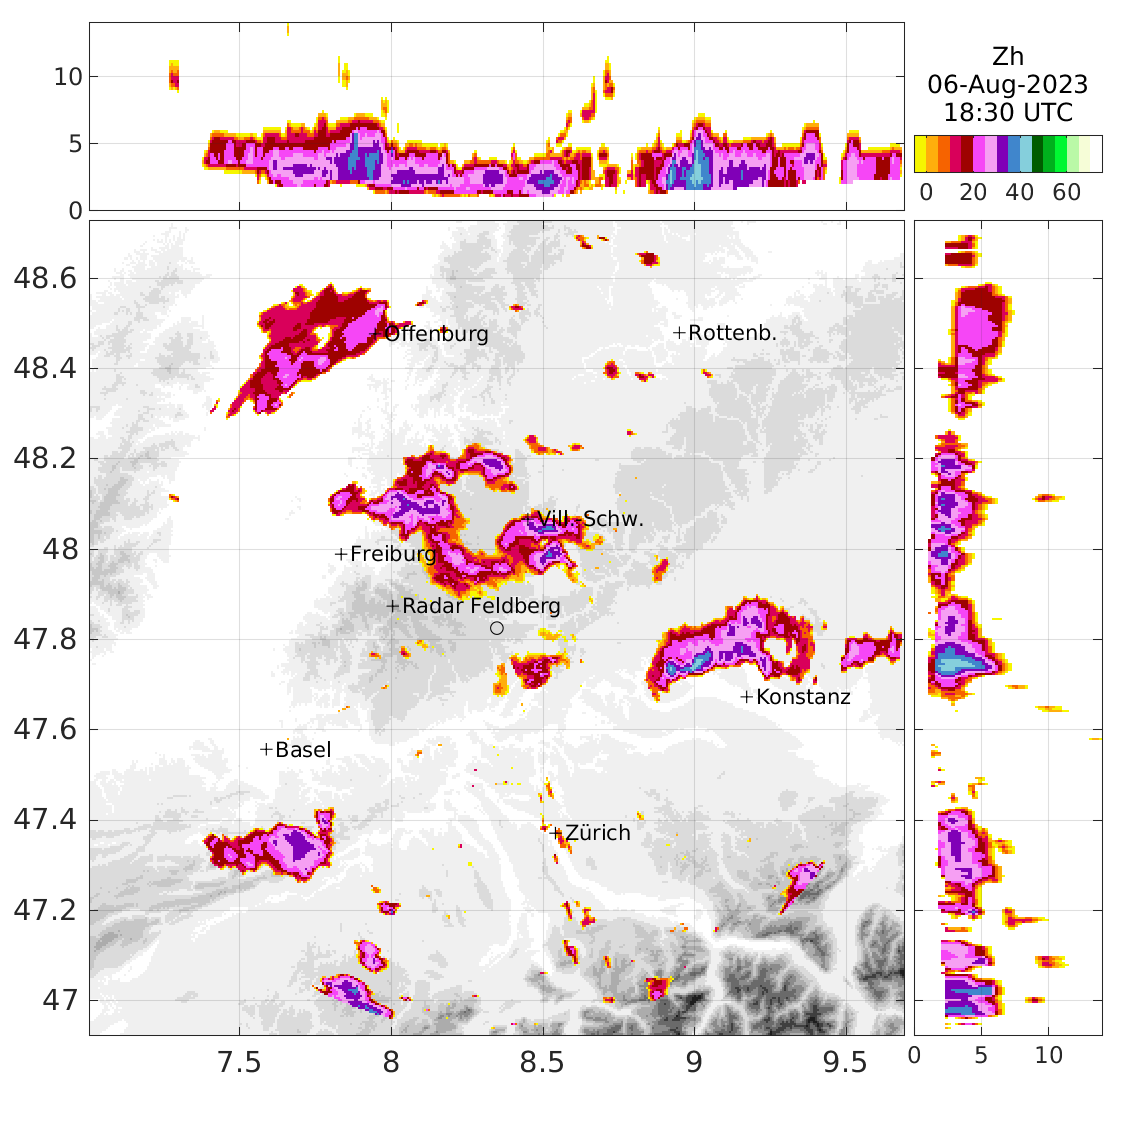 10
5
0
Zh
06-Aug-2023
18:30 UTC
0 20 40 60
48.6
48.4
48.2
48
47.8
47.6
47.4
47.2
47
Offenburg
Rottenb.
Vill.-Schw.
Freiburg
Radar Feldberg
Konstanz
Basel
Zürich
7.5 8 8.5 9 9.5
0 5 10